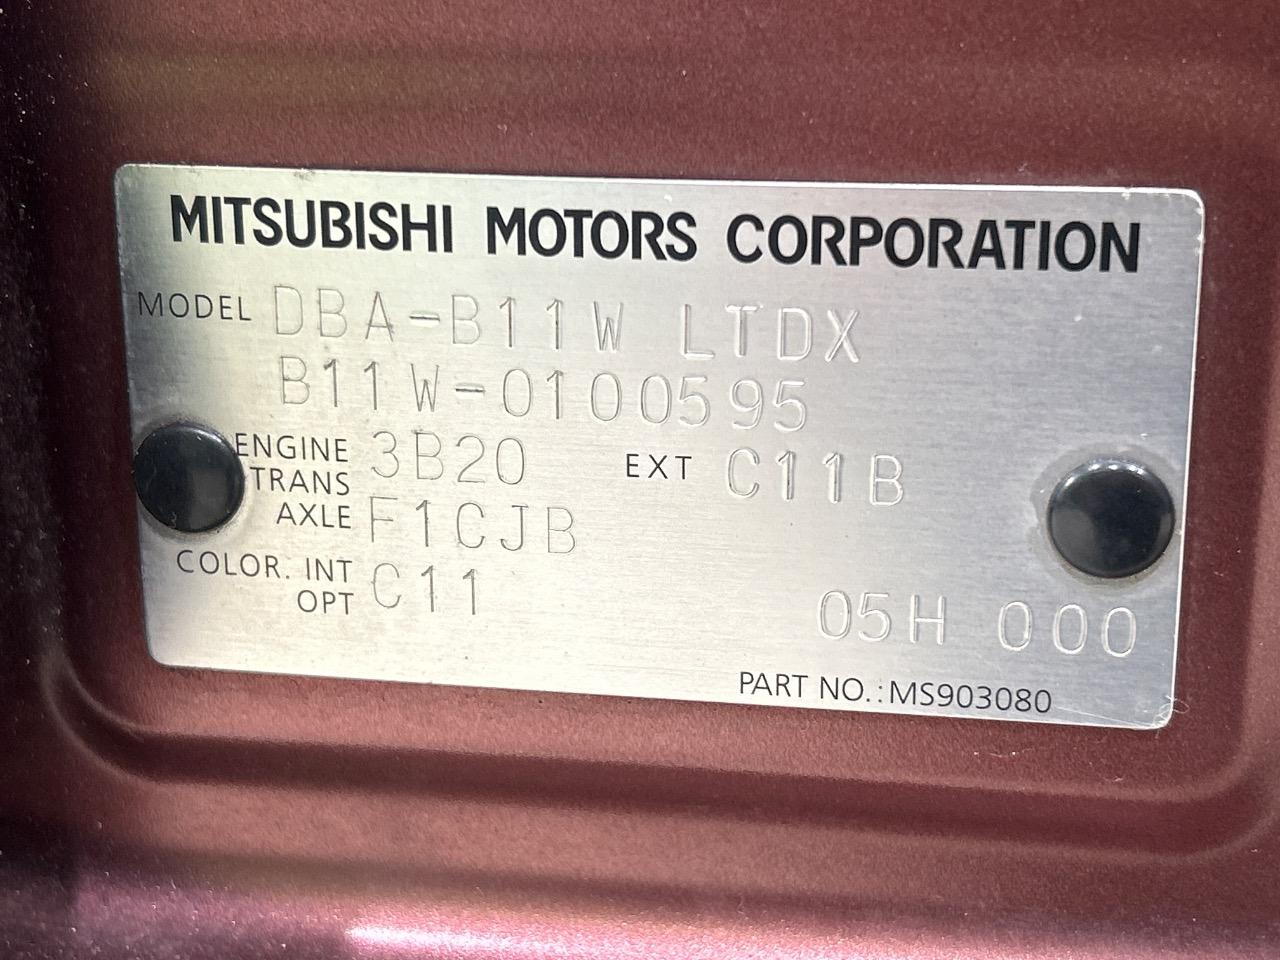 MITSUBISHI MOTORS CORPORATION
MODEL DBA-B11W LTDX
B11W-0100595
ENGINE 3B20 EXT C11B
TRANS
AXLE F1CJB
COLOR. INT C11
OPT 05H 000
PART NO.: MS903080